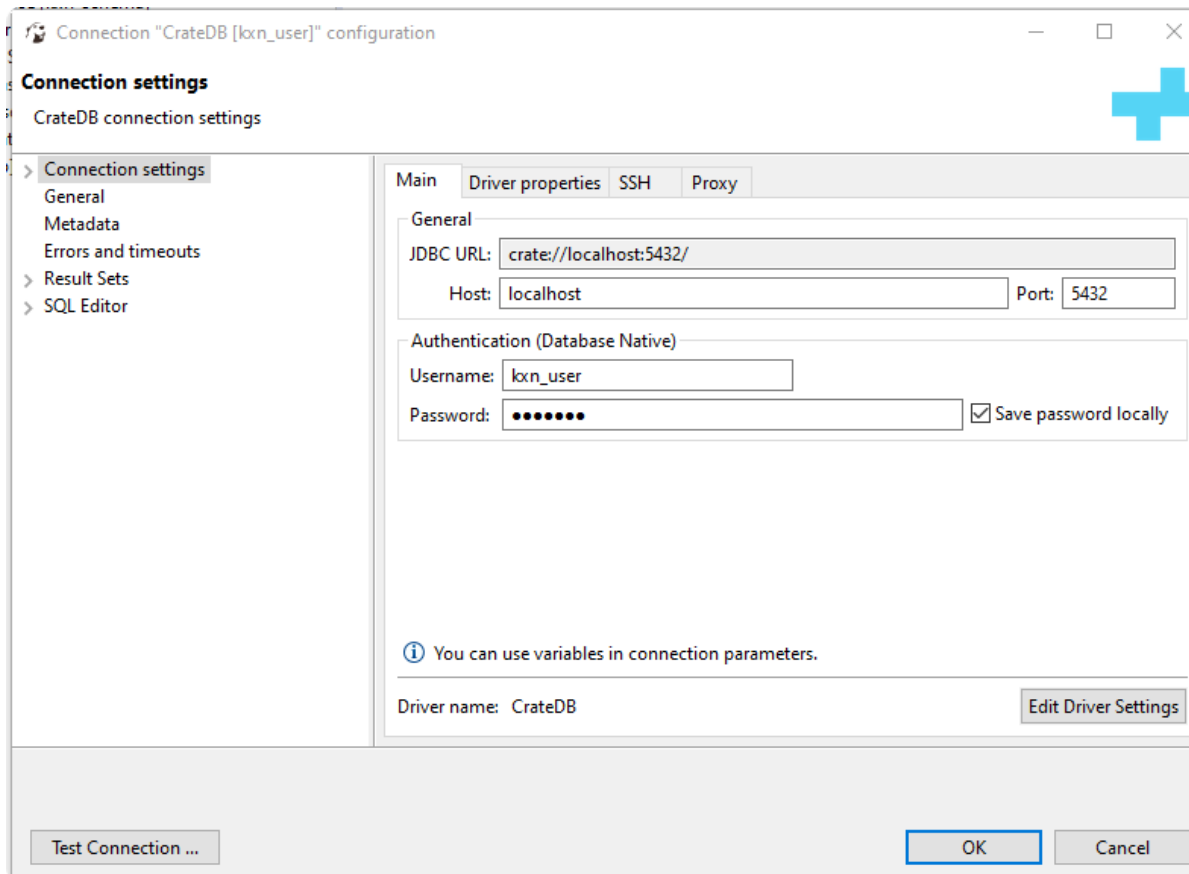 Connection "CrateDB [kxn_user]" configuration
Connection settings
CrateDB connection settings
Connection settings
General
Metadata
Errors and timeouts
Result Sets
SQL Editor
Main Driver properties SSH Proxy
General
JDBC URL: crate://localhost:5432/
Host: localhost Port: 5432
Authentication (Database Native)
Username: kxn_user
Password: ●●●●●●● Save password locally
You can use variables in connection parameters.
Driver name: CrateDB Edit Driver Settings
Test Connection ... OK Cancel